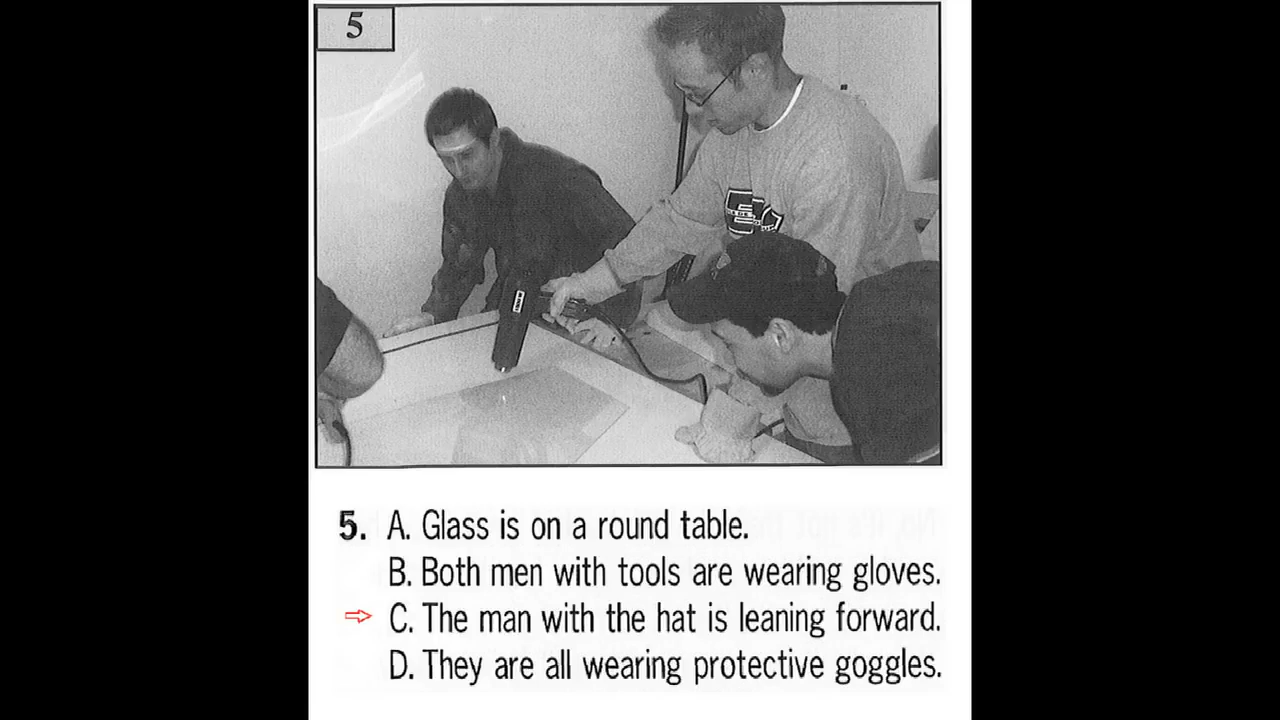 5
5. A. Glass is on a round table.
B. Both men with tools are wearing gloves.
⇨ C. The man with the hat is leaning forward.
D. They are all wearing protective goggles.